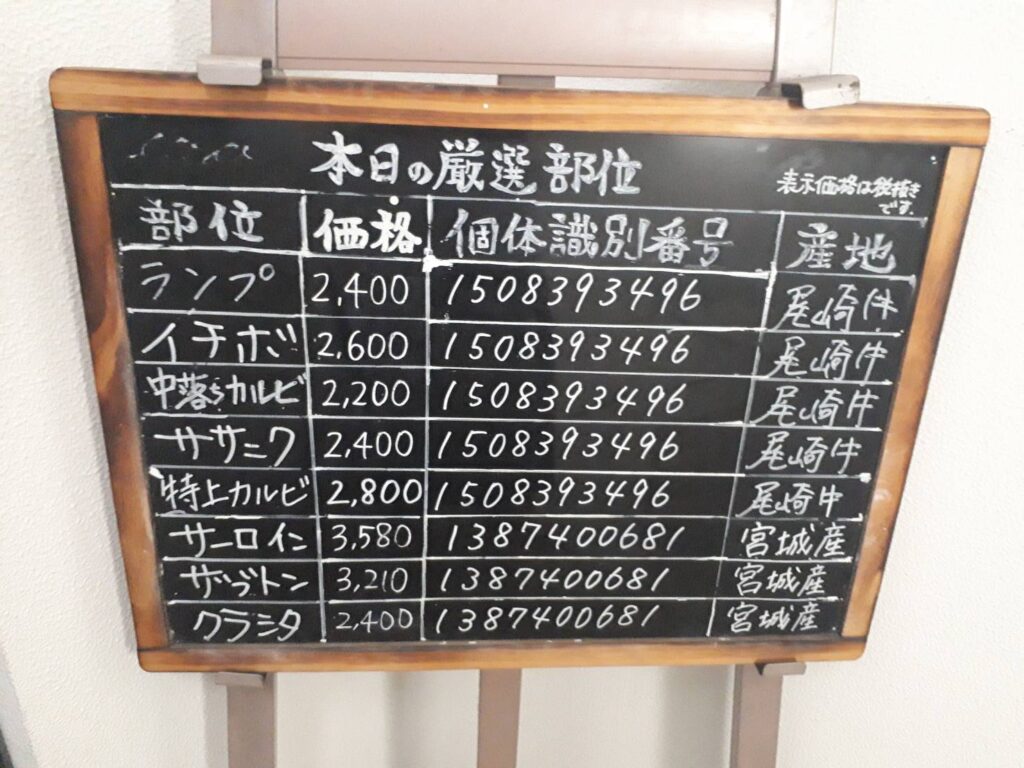 本日の厳選部位
表示価格は税抜き
です。
部位 価格 個体識別番号 産地
ランプ 2,400 1508393496 尾崎牛
イチボ 2,600 1508393496 尾崎牛
中落ちカルビ 2,200 1508393496 尾崎牛
ササニク 2,400 1508393496 尾崎牛
特上カルビ 2,800 1508393496 尾崎牛
サーロイン 3,580 1387400681 宮城産
ザブトン 3,210 1387400681 宮城産
クラシタ 2,400 1387400681 宮城産